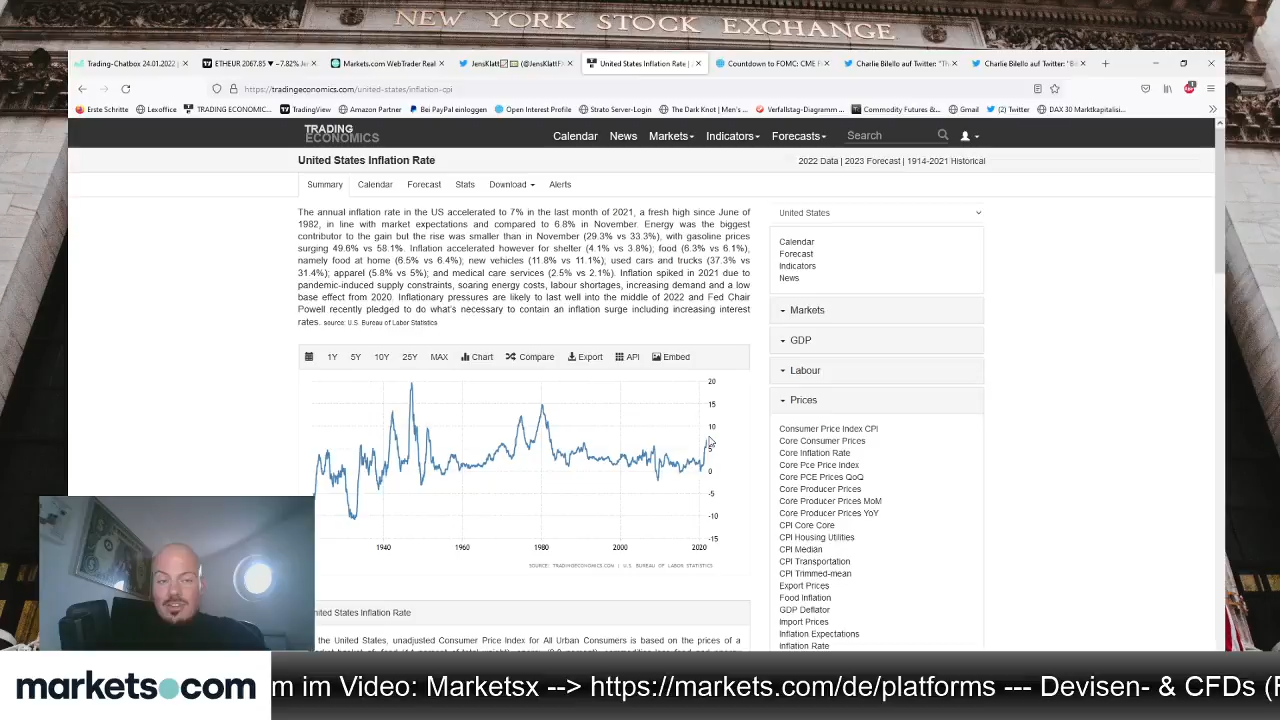 NEW YORK STOCK EXCHANGE
Trading-Chatbox 24.01.2022
ETHEUR 2067.85 ▼ −7.82%
Markets.com WebTrader Real
JensKlatt
United States Inflation Rate |
Countdown to FOMC: CME F
Charlie Bilello auf Twitter: "Th
Charlie Bilello auf Twitter: "B
https://tradingeconomics.com/united-states/inflation-cpi
Erste Schritte
Lexoffice
TRADING ECONOMIC...
TradingView
Amazon Partner
Bei PayPal einloggen
Open Interest Profile
Strato Server-Login
The Dark Knot | Men's ...
Verfallstag-Diagramm ...
Commodity Futures &...
Gmail
(2) Twitter
DAX 30 Marktkapitalisi...
TRADING
ECONOMICS
Calendar News Markets Indicators Forecasts Search
United States Inflation Rate
2022 Data | 2023 Forecast | 1914-2021 Historical
Summary Calendar Forecast Stats Download Alerts
The annual inflation rate in the US accelerated to 7% in the last month of 2021, a fresh high since June of
1982, in line with market expectations and compared to 6.8% in November. Energy was the biggest
contributor to the gain but the rise was smaller than in November (29.3% vs 33.3%), with gasoline prices
surging 49.6% vs 58.1%. Inflation accelerated however for shelter (4.1% vs 3.8%); food (6.3% vs 6.1%),
namely food at home (6.5% vs 6.4%); new vehicles (11.8% vs 11.1%); used cars and trucks (37.3% vs
31.4%); apparel (5.8% vs 5%); and medical care services (2.5% vs 2.1%). Inflation spiked in 2021 due to
pandemic-induced supply constraints, soaring energy costs, labour shortages, increasing demand and a low
base effect from 2020. Inflationary pressures are likely to last well into the middle of 2022 and Fed Chair
Powell recently pledged to do what's necessary to contain an inflation surge including increasing interest
rates. source: U.S. Bureau of Labor Statistics
1Y 5Y 10Y 25Y MAX Chart Compare Export API Embed
20
15
10
5
0
-5
-10
-15
1940 1960 1980 2000 2020
SOURCE: TRADINGECONOMICS.COM | U.S. BUREAU OF LABOR STATISTICS
nited States Inflation Rate
the United States, unadjusted Consumer Price Index for All Urban Consumers is based on the prices of a
United States
Calendar
Forecast
Indicators
News
Markets
GDP
Labour
Prices
Consumer Price Index CPI
Core Consumer Prices
Core Inflation Rate
Core Pce Price Index
Core PCE Prices QoQ
Core Producer Prices
Core Producer Prices MoM
Core Producer Prices YoY
CPI Core Core
CPI Housing Utilities
CPI Median
CPI Transportation
CPI Trimmed-mean
Export Prices
Food Inflation
GDP Deflator
Import Prices
Inflation Expectations
Inflation Rate
markets.com
m im Video: Marketsx --> https://markets.com/de/platforms --- Devisen- & CFDs (F